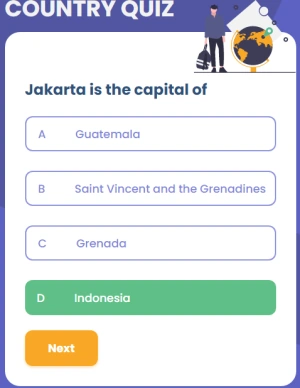 COUNTRY QUIZ
Jakarta is the capital of
A Guatemala
B Saint Vincent and the Grenadines
C Grenada
D Indonesia
Next